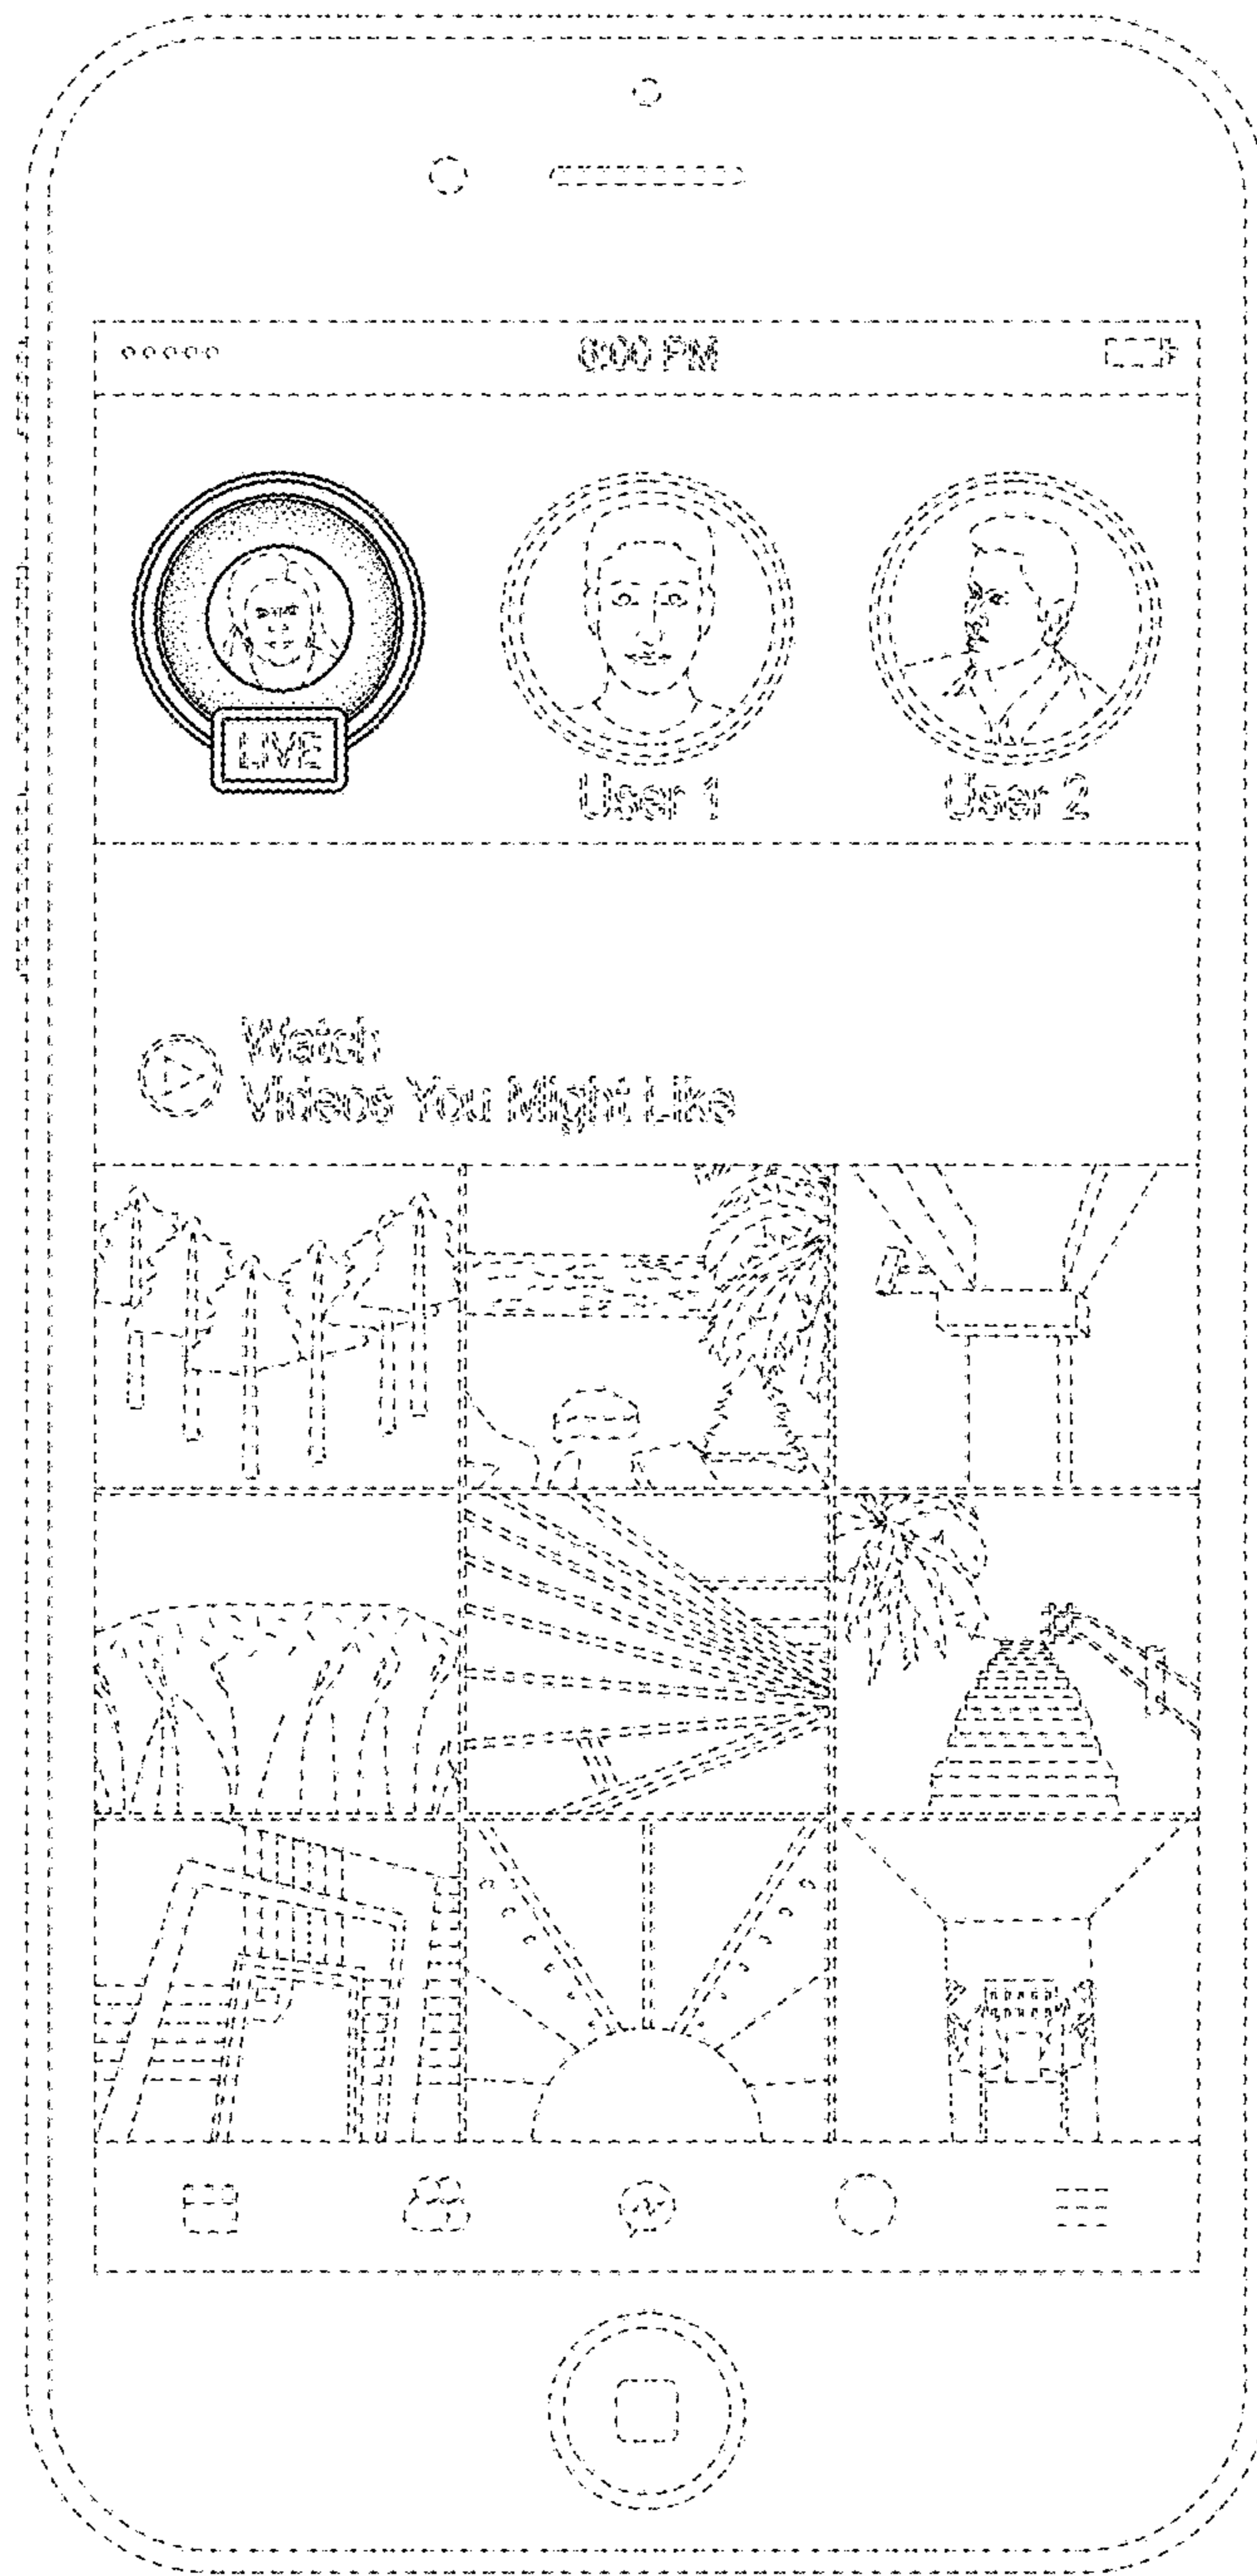 6:00 PM
LIVE
User 1
User 2
Watch
Videos You Might Like